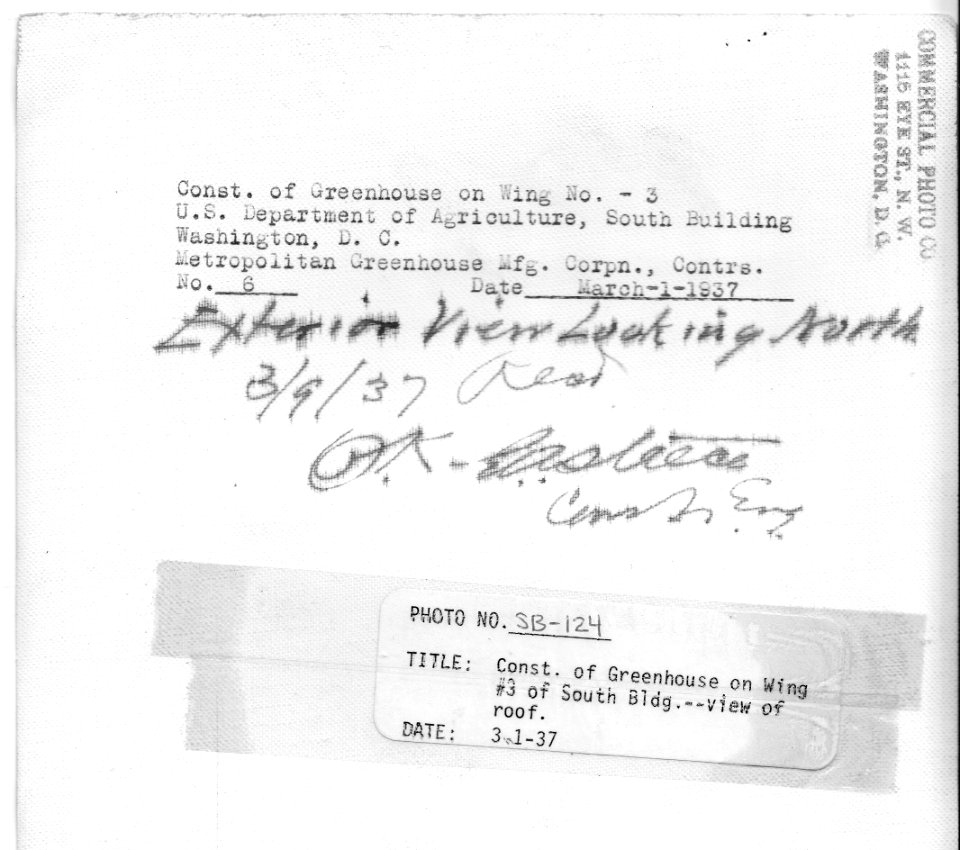 COMMERCIAL PHOTO CO
1115 EYE ST., N. W.
WASHINGTON, D. C.
Const. of Greenhouse on Wing No. - 3
U.S. Department of Agriculture, South Building
Washington, D. C.
Metropolitan Greenhouse Mfg. Corpn., Contrs.
No. 6 Date March-1-1937
Exterior View Looking North
3/9/37
OK -
Const. Eng.
PHOTO NO. SB-124
TITLE: Const. of Greenhouse on Wing
#3 of South Bldg.--view of
roof.
DATE: 3-1-37